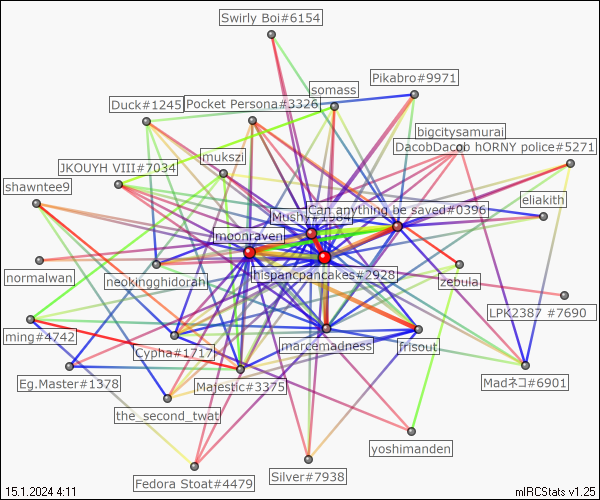 Swirly Boi#6154
Pikabro#9971
somass
Duck#1245
Pocket Persona#3326
bigcitysamurai
DacobDacob hORNY police#5271
mukszi
JKOUYH VIII#7034
shawntee9
eliakith
Can anything be saved#0396
Mushy#1984
moonraven
normalwan
neokingghidorah
hispancpancakes#2928
zebula
LPK2387 #7690
ming#4742
Cypha#1717
marcemadness
frisout
Eg.Master#1378
Majestic#3375
Madネコ#6901
the_second_twat
yoshimanden
Fedora Stoat#4479
Silver#7938
15.1.2024 4:11
mIRCStats v1.25